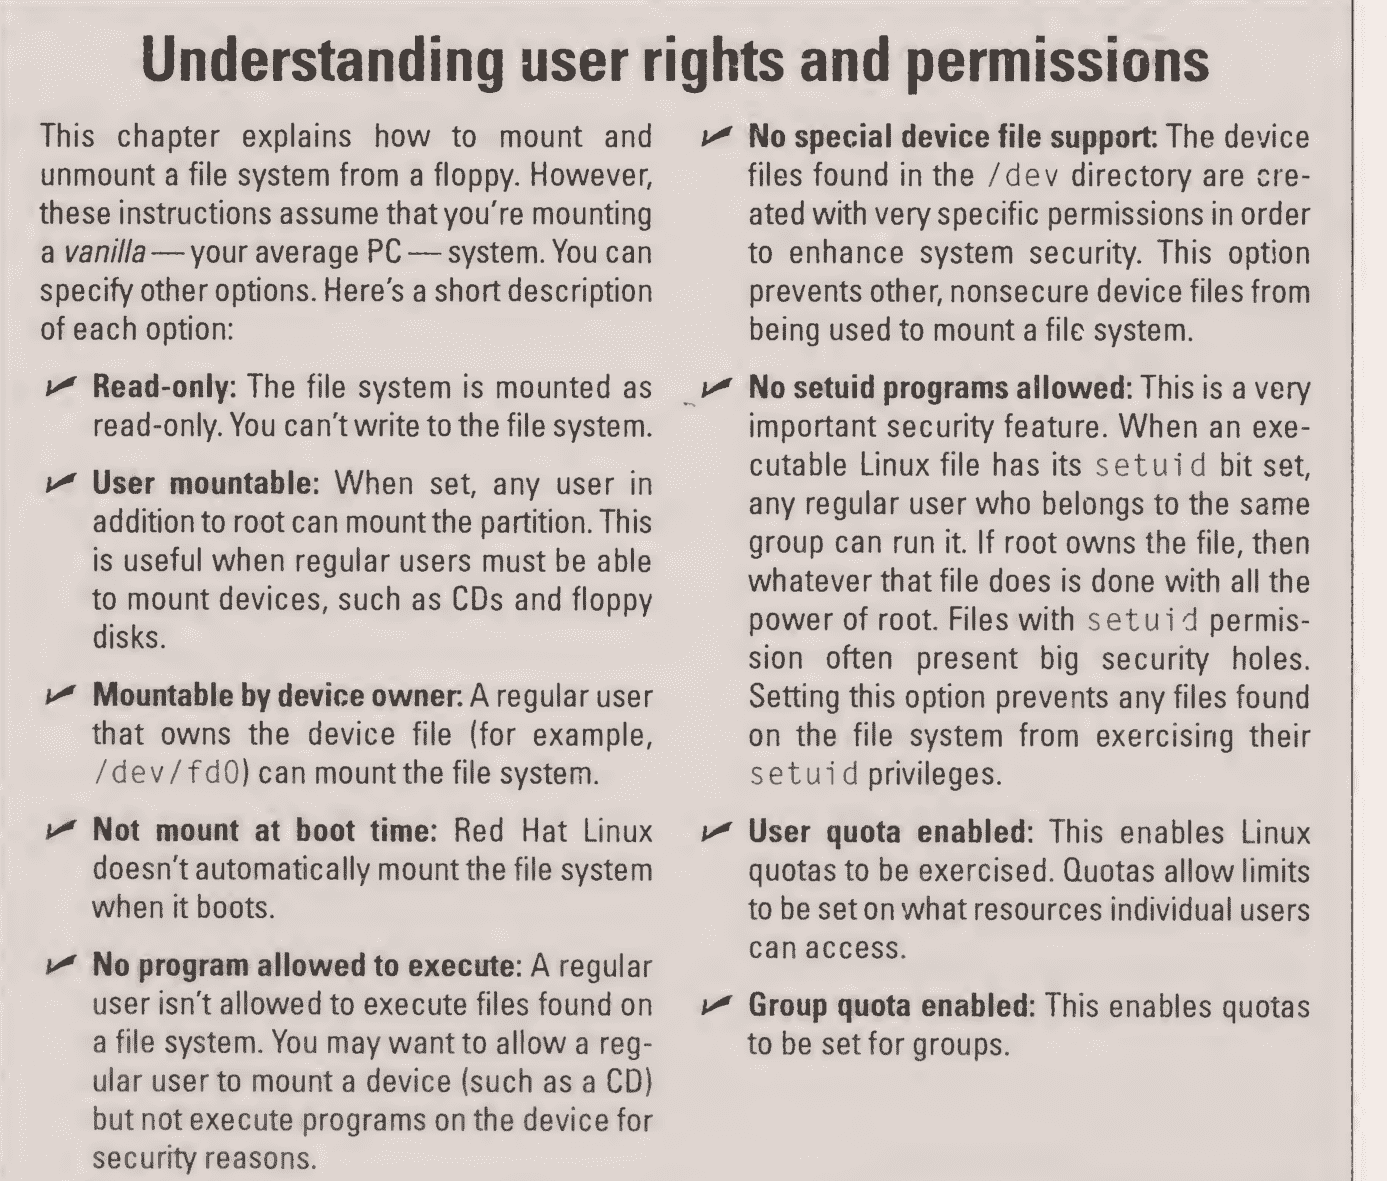 Understanding user rights and permissions
This chapter explains how to mount and
unmount a file system from a floppy. However,
these instructions assume that you're mounting
a vanilla — your average PC — system. You can
specify other options. Here's a short description
of each option:
✓ Read-only: The file system is mounted as
read-only. You can't write to the file system.
✓ User mountable: When set, any user in
addition to root can mount the partition. This
is useful when regular users must be able
to mount devices, such as CDs and floppy
disks.
✓ Mountable by device owner: A regular user
that owns the device file (for example,
/dev/fd0) can mount the file system.
✓ Not mount at boot time: Red Hat Linux
doesn't automatically mount the file system
when it boots.
✓ No program allowed to execute: A regular
user isn't allowed to execute files found on
a file system. You may want to allow a reg-
ular user to mount a device (such as a CD)
but not execute programs on the device for
security reasons.
✓ No special device file support: The device
files found in the /dev directory are cre-
ated with very specific permissions in order
to enhance system security. This option
prevents other, nonsecure device files from
being used to mount a file system.
✓ No setuid programs allowed: This is a very
important security feature. When an exe-
cutable Linux file has its setuid bit set,
any regular user who belongs to the same
group can run it. If root owns the file, then
whatever that file does is done with all the
power of root. Files with setuid permis-
sion often present big security holes.
Setting this option prevents any files found
on the file system from exercising their
setuid privileges.
✓ User quota enabled: This enables Linux
quotas to be exercised. Quotas allow limits
to be set on what resources individual users
can access.
✓ Group quota enabled: This enables quotas
to be set for groups.